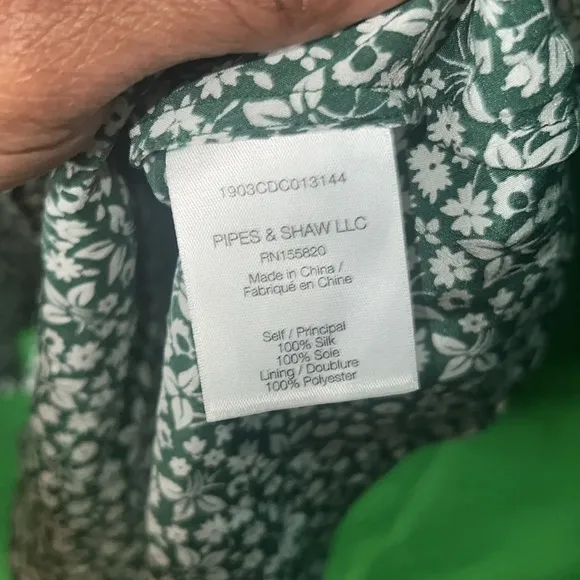 1903CDC013144
PIPES & SHAW LLC
RN155820
Made in China /
Fabriqué en Chine
Self / Principal
100% Silk
100% Soie
Lining / Doublure
100% Polyester